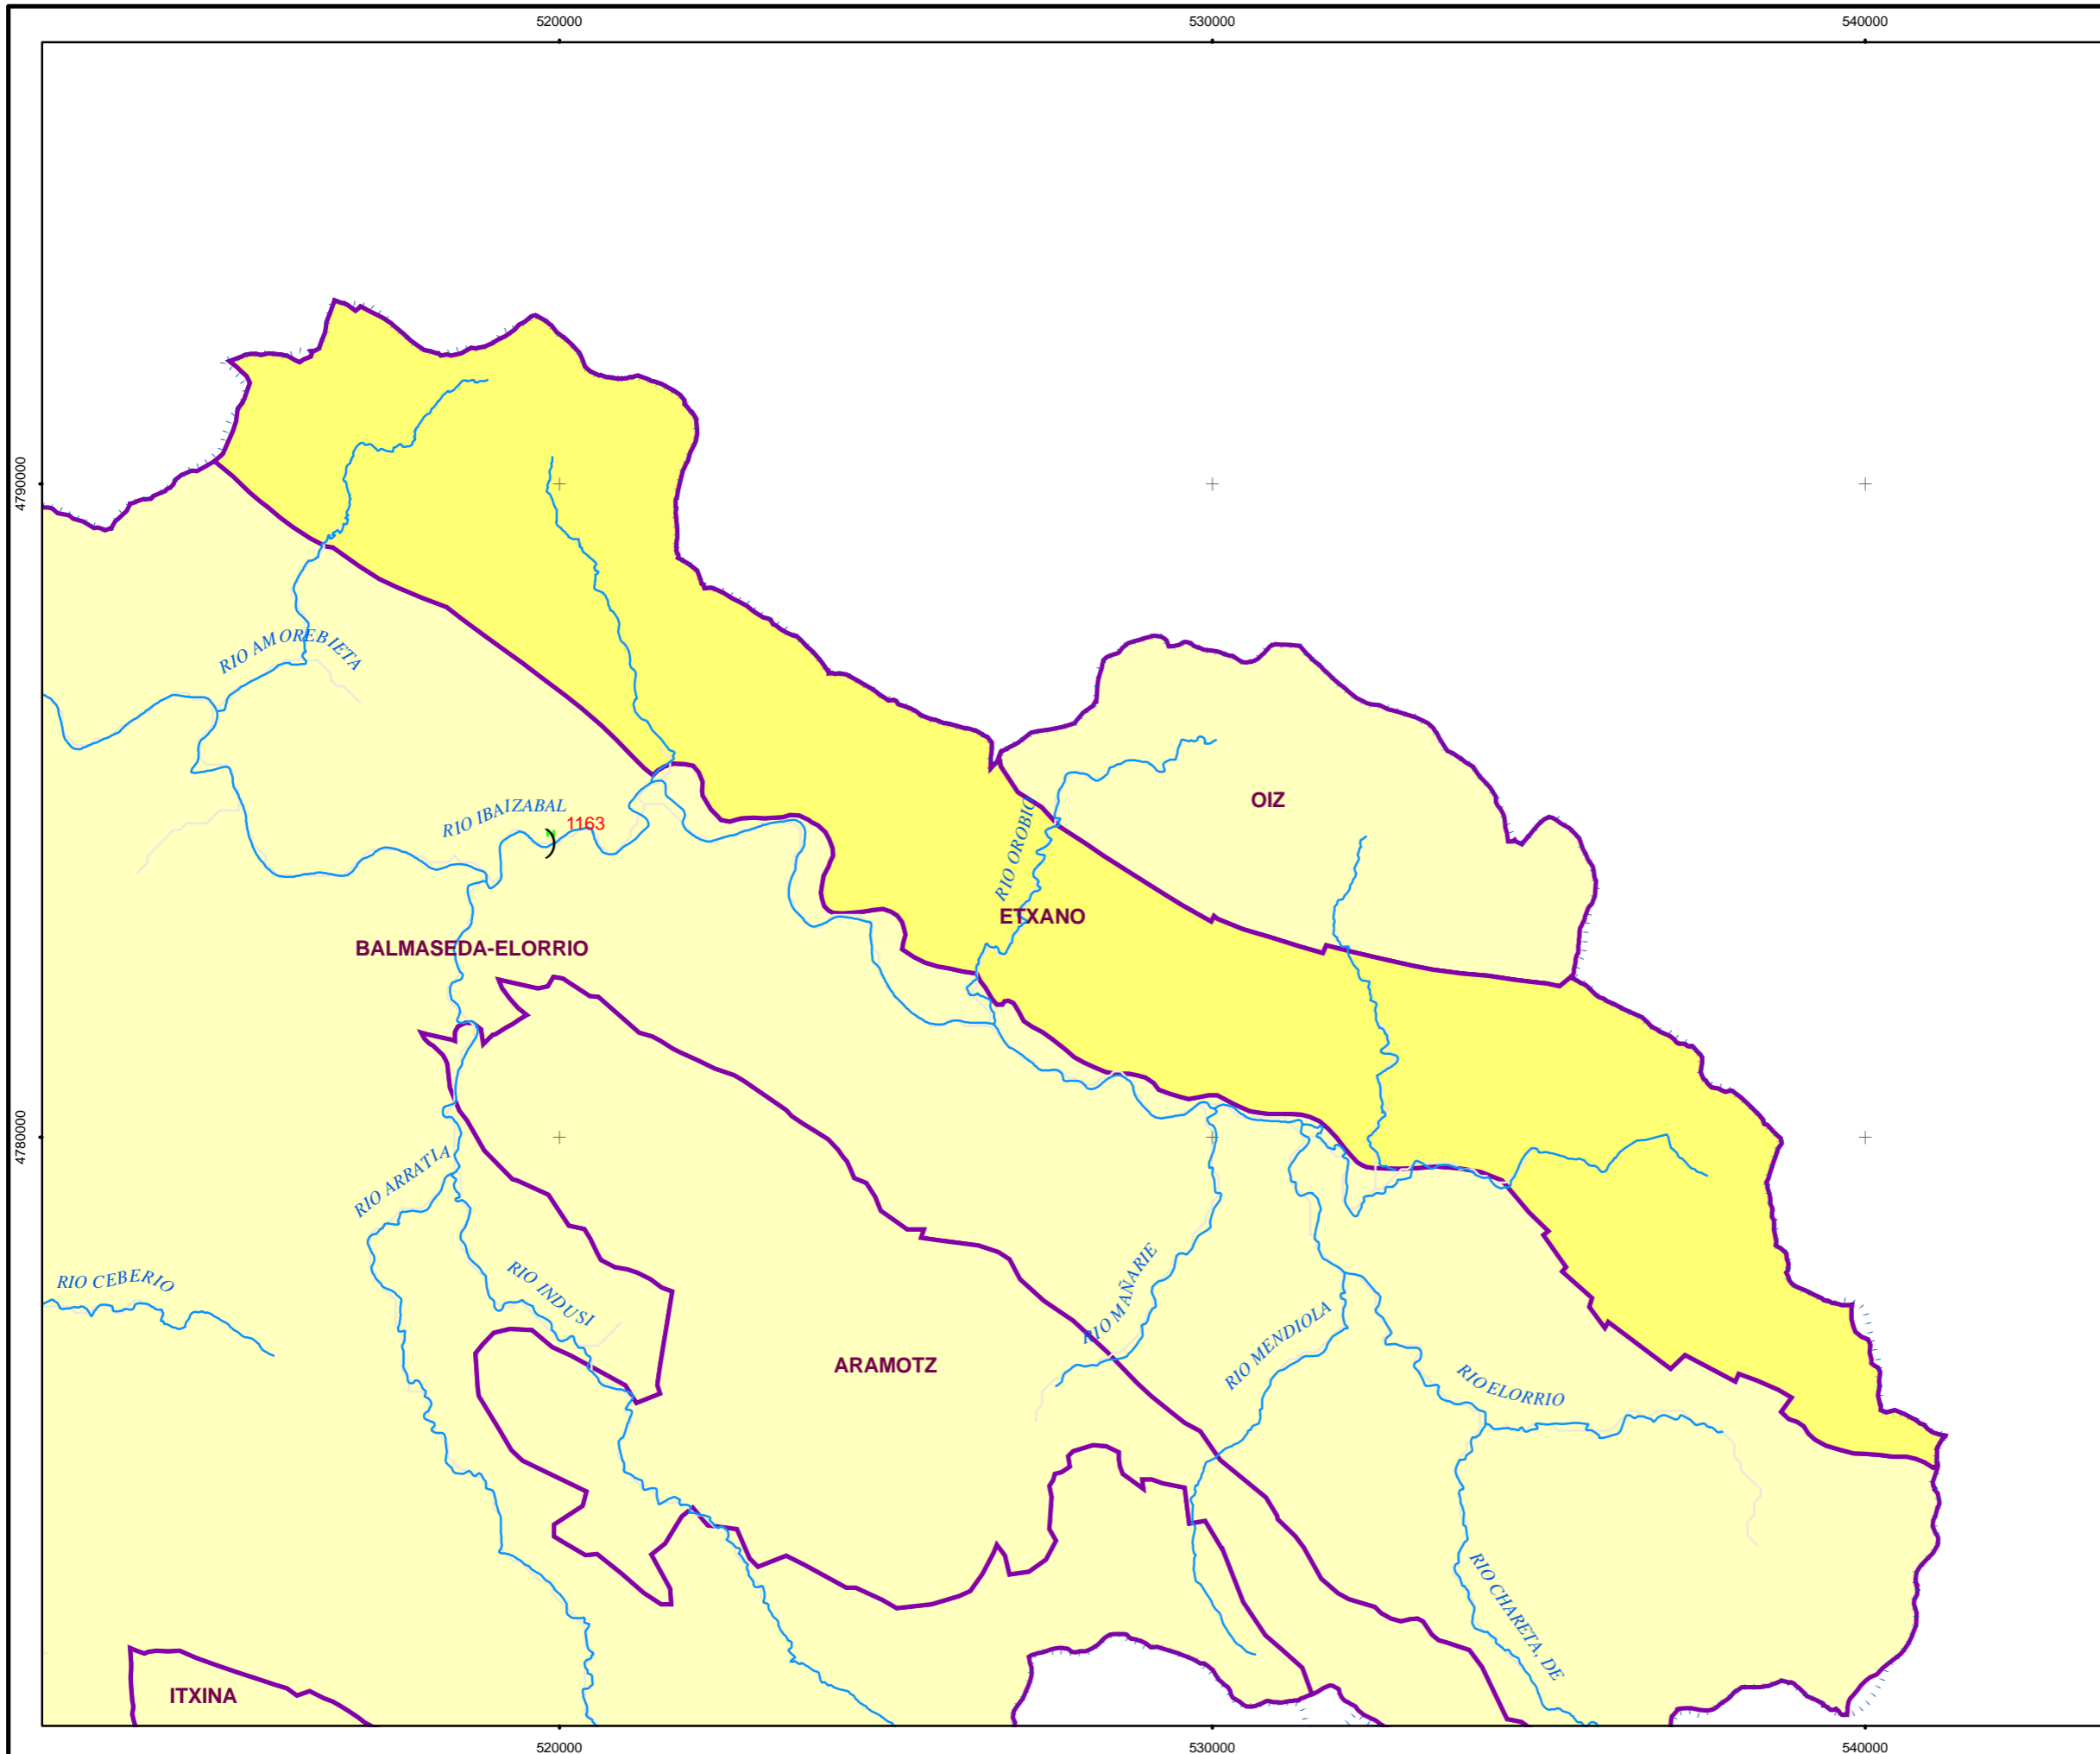 520000
530000
540000
4790000
RIO AMOREBIETA
OIZ
RIO IBAIZABAL
1163
RIO OROBIO
ETXANO
BALMASEDA-ELORRIO
4780000
RIO ARRATIA
RIO CEBERIO
RIO INDUSI
RIO MAÑARIE
RIO MENDIOLA
ARAMOTZ
RIO ELORRIO
RIO CHARETA, DE
ITXINA
520000
530000
540000